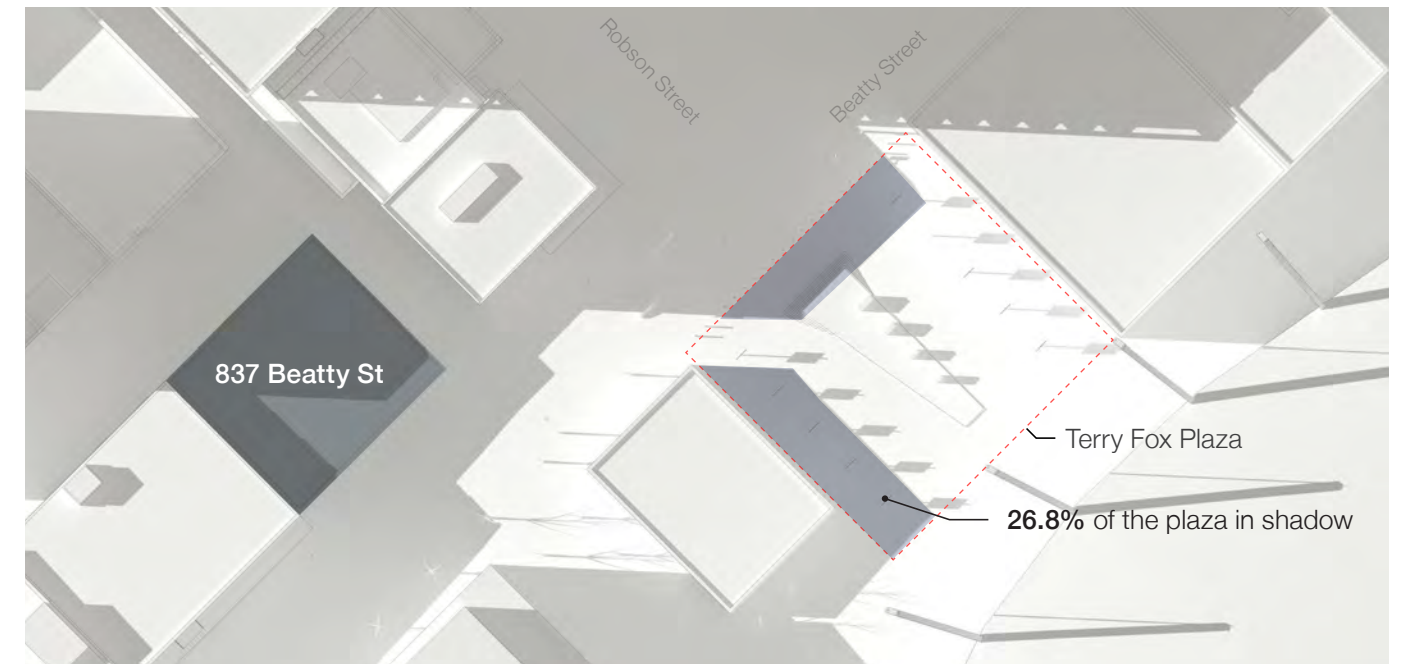 Robson Street
Beatty Street
837 Beatty St
Terry Fox Plaza
26.8% of the plaza in shadow